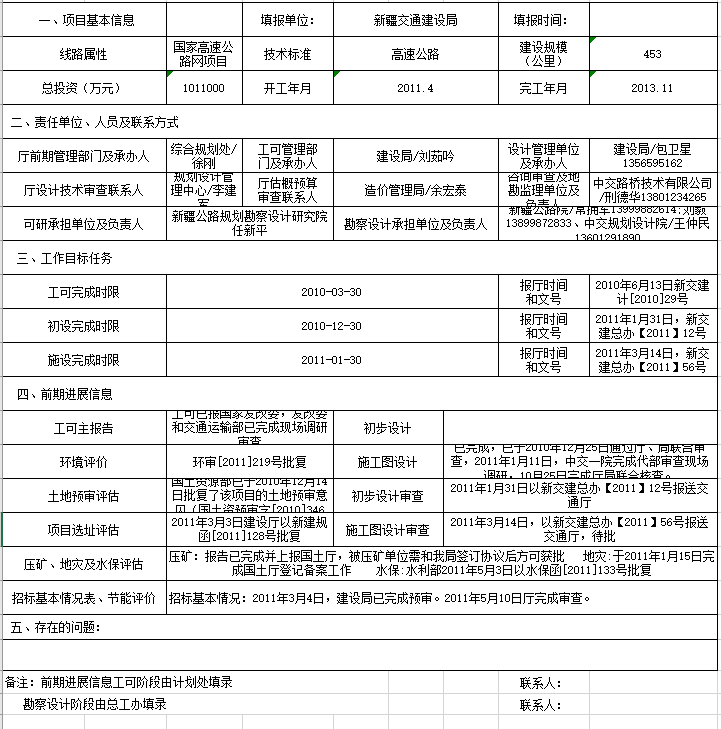 一、项目基本信息 填报单位: 新疆交通建设局 填报时间:
线路属性 国家高速公路网项目 技术标准 高速公路 建设规模（公里） 453
总投资（万元） 1011000 开工年月 2011.4 完工年月 2013.11
二、责任单位、人员及联系方式
厅前期管理部门及承办人 综合规划处/徐刚 工可管理部门及承办人 建设局/刘茹吟 设计管理单位及承办人 建设局/包卫星 1356595162
厅设计技术审查联系人 规划设计管理中心/李建军 厅估概预算审查联系人 造价管理局/余宏泰 咨询审查及地勘监理单位及负责人 中交路桥技术有限公司/刑德华13801234265
可研承担单位及负责人 新疆公路规划勘察设计研究院 任新平 勘察设计承担单位及负责人 新疆公路院/常拥军13999882614;刘毅13899872833、中交规划设计院/王仲民13601291890
三、工作目标任务
工可完成时限 2010-03-30 报厅时间和文号 2010年6月13日新交建计[2010]29号
初设完成时限 2010-12-30 报厅时间和文号 2011年1月31日，新交建总办【2011】12号
施设完成时限 2011-01-30 报厅时间和文号 2011年3月14日，新交建总办【2011】56号
四、前期进展信息
工可主报告 工可已报国家发改委，发改委和交通运输部已完成现场调研审查 初步设计
环境评价 环审[2011]219号批复 施工图设计 已完成，已于2010年12月25日通过厅、局联合审查，2011年1月11日，中交一院完成代部审查现场调研，10月25日完成厅局联合核查。
土地预审评估 国土资源部已于2010年12月14日批复了该项目的土地预审意见（国土资预审字[2010]346 初步设计审查 2011年1月31日以新交建总办【2011】12号报送交通厅
项目选址评估 2011年3月3日建设厅以新建规函[2011]128号批复 施工图设计审查 2011年3月14日，以新交建总办【2011】56号报送交通厅，待批
压矿、地灾及水保评估 压矿：报告已完成并上报国土厅，被压矿单位需和我局签订协议后方可获批 地灾:于2011年1月15日完成国土厅登记备案工作 水保:水利部2011年5月3日以水保函[2011]133号批复
招标基本情况表、节能评价 招标基本情况：2011年3月4日，建设局已完成预审。2011年5月10日厅完成审查。
五、存在的问题:
备注：前期进展信息工可阶段由计划处填录 联系人:
勘察设计阶段由总工办填录 联系人: